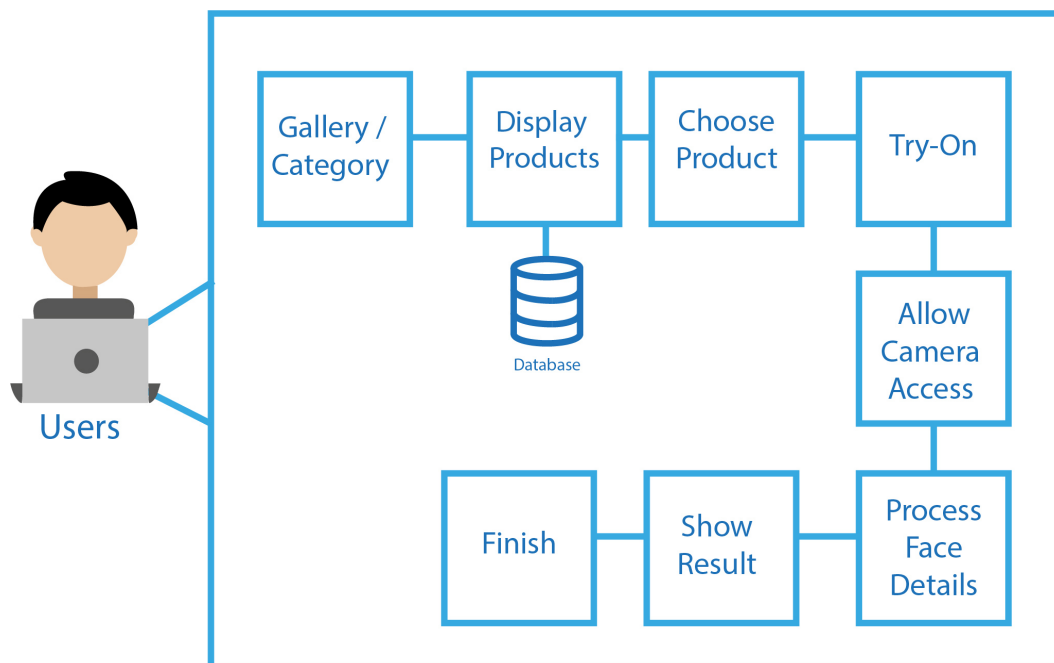 Gallery /
Category
Display
Products
Choose
Product
Try-On
Database
Allow
Camera
Access
Users
Finish
Show
Result
Process
Face
Details